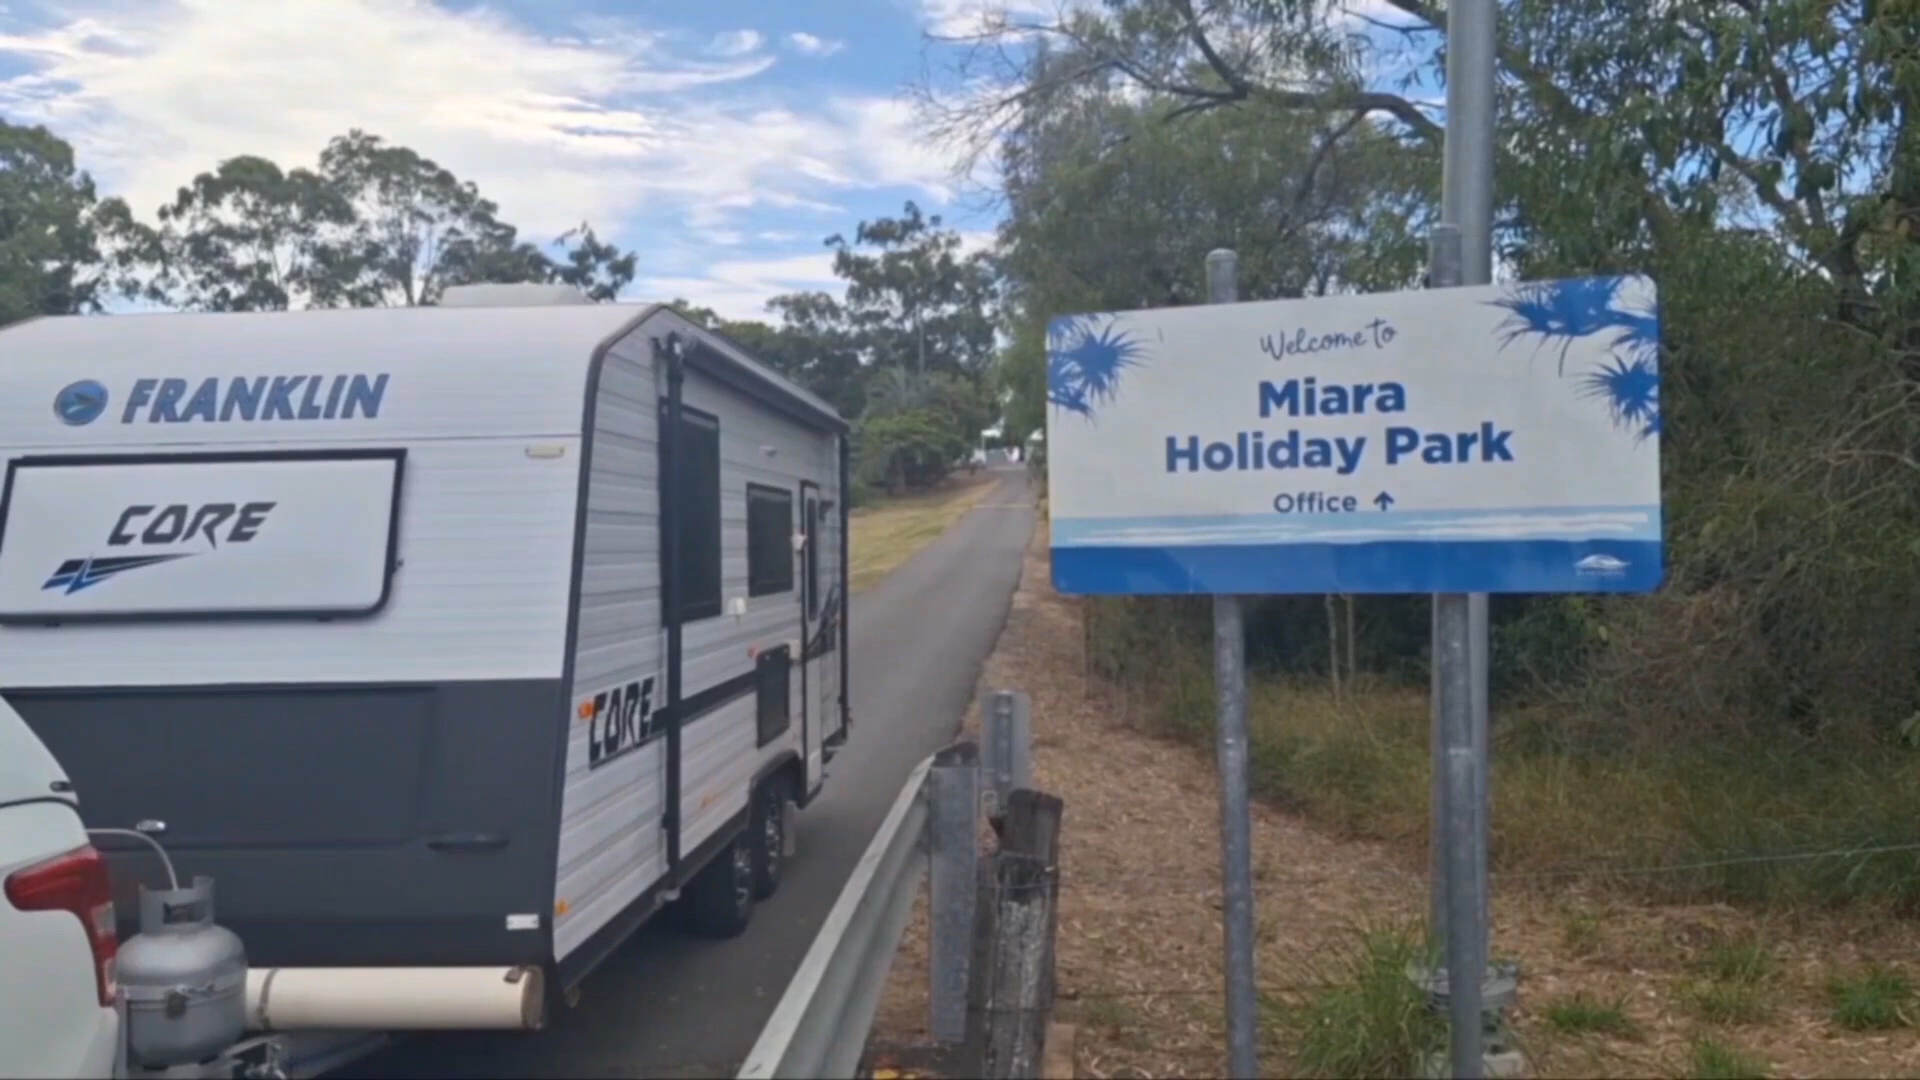 FRANKLIN
CORE
CORE
Welcome to
Miara
Holiday Park
Office ↑